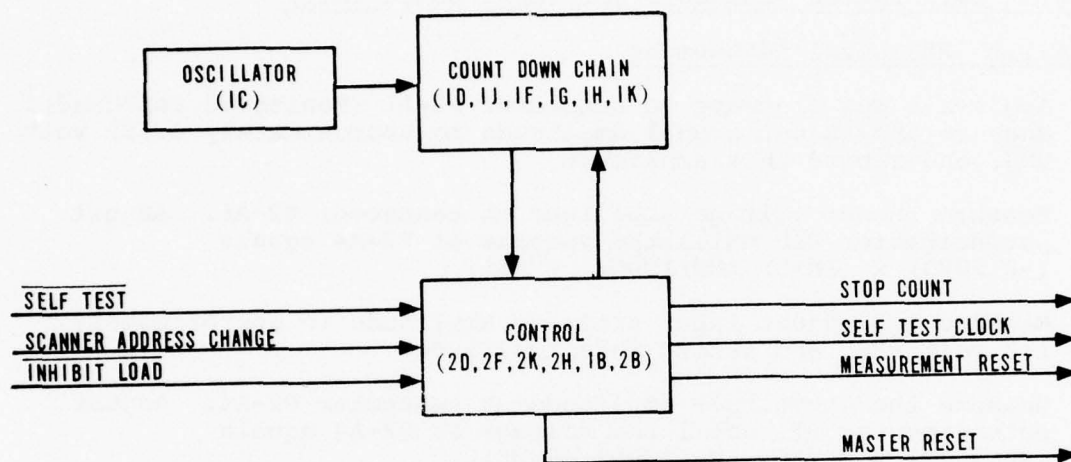 OSCILLATOR
(1C)
COUNT DOWN CHAIN
(1D, 1J, 1F, 1G, 1H, 1K)
SELF TEST
SCANNER ADDRESS CHANGE
INHIBIT LOAD
CONTROL
(2D, 2F, 2K, 2H, 1B, 2B)
STOP COUNT
SELF TEST CLOCK
MEASUREMENT RESET
MASTER RESET